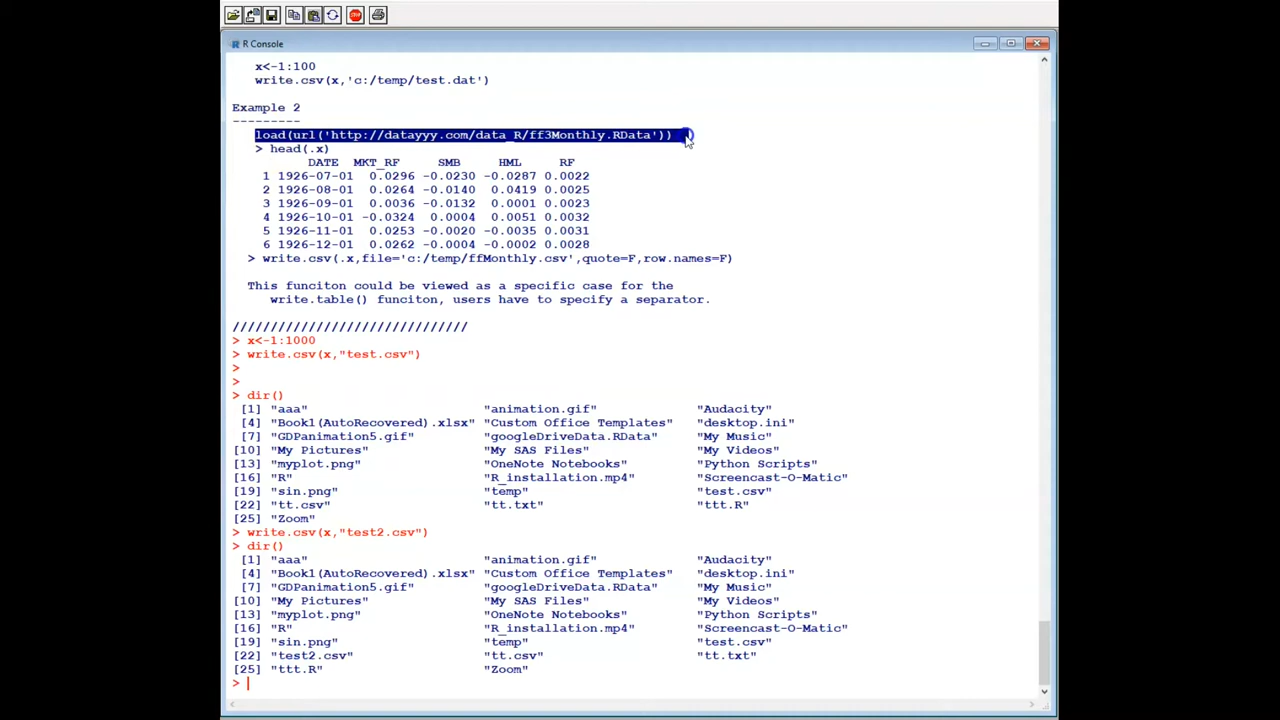 STOP
R R Console
x<-1:100
write.csv(x,'c:/temp/test.dat')
Example 2
---------
load(url('http://datayyy.com/data_R/ff3Monthly.RData'))
> head(.x)
DATE MKT_RF SMB HML RF
1 1926-07-01 0.0296 -0.0230 -0.0287 0.0022
2 1926-08-01 0.0264 -0.0140 0.0419 0.0025
3 1926-09-01 0.0036 -0.0132 0.0001 0.0023
4 1926-10-01 -0.0324 0.0004 0.0051 0.0032
5 1926-11-01 0.0253 -0.0020 -0.0035 0.0031
6 1926-12-01 0.0262 -0.0004 -0.0002 0.0028
> write.csv(.x,file='c:/temp/ffMonthly.csv',quote=F,row.names=F)
This funciton could be viewed as a specific case for the
write.table() funciton, users have to specify a separator.
///////////////////////////////
> x<-1:1000
> write.csv(x,"test.csv")
>
>
> dir()
[1] "aaa" "animation.gif" "Audacity"
[4] "Book1(AutoRecovered).xlsx" "Custom Office Templates" "desktop.ini"
[7] "GDPanimation5.gif" "googleDriveData.RData" "My Music"
[10] "My Pictures" "My SAS Files" "My Videos"
[13] "myplot.png" "OneNote Notebooks" "Python Scripts"
[16] "R" "R_installation.mp4" "Screencast-O-Matic"
[19] "sin.png" "temp" "test.csv"
[22] "tt.csv" "tt.txt" "ttt.R"
[25] "Zoom"
> write.csv(x,"test2.csv")
> dir()
[1] "aaa" "animation.gif" "Audacity"
[4] "Book1(AutoRecovered).xlsx" "Custom Office Templates" "desktop.ini"
[7] "GDPanimation5.gif" "googleDriveData.RData" "My Music"
[10] "My Pictures" "My SAS Files" "My Videos"
[13] "myplot.png" "OneNote Notebooks" "Python Scripts"
[16] "R" "R_installation.mp4" "Screencast-O-Matic"
[19] "sin.png" "temp" "test.csv"
[22] "test2.csv" "tt.csv" "tt.txt"
[25] "ttt.R" "Zoom"
>